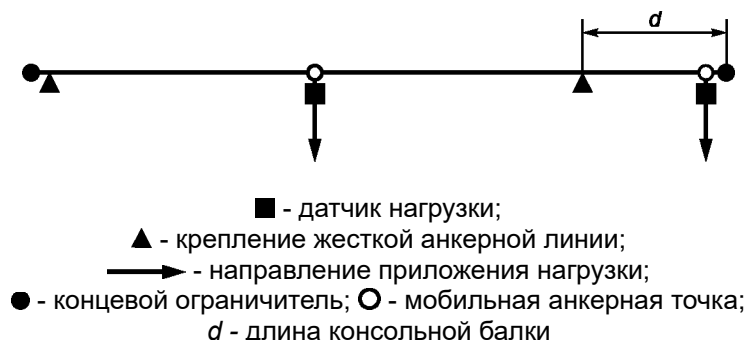 d
■ - датчик нагрузки;
▲ - крепление жесткой анкерной линии;
- направление приложения нагрузки;
● - концевой ограничитель; O - мобильная анкерная точка;
d - длина консольной балки